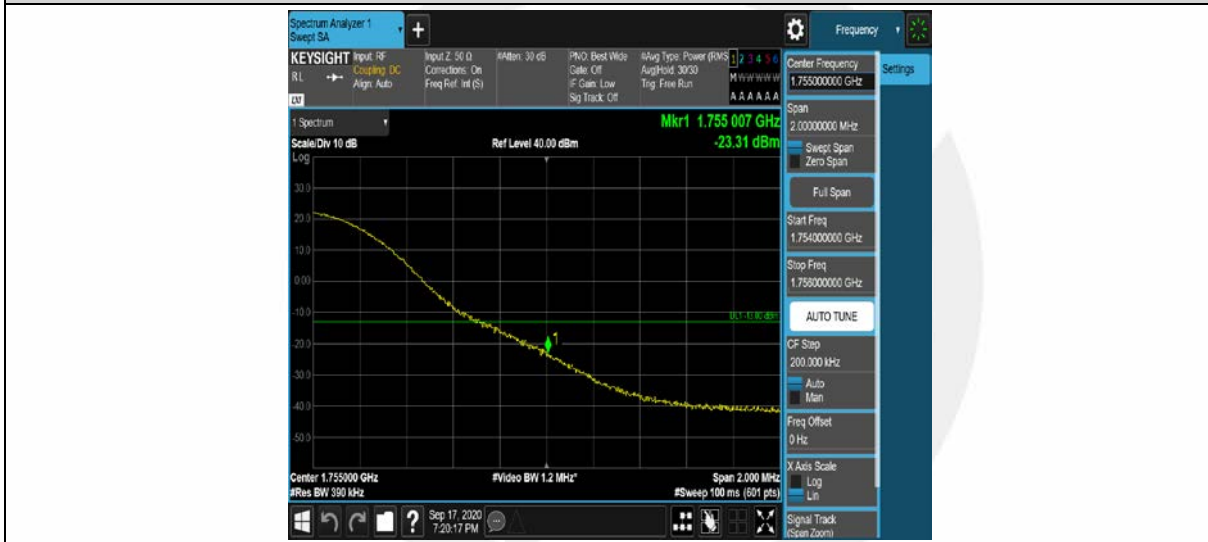 Spectrum Analyzer 1
Swept SA
+
Frequency
KEYSIGHT
RL
Input: RF
Coupling: DC
Align: Auto
Input Z: 50 Ω
Corrections: On
Freq Ref: Int (S)
#Atten: 30 dB
PNO: Best Wide
Gate: Off
IF Gain: Low
Sig Track: Off
#Avg Type: Power (RMS
Avg|Hold: 30/30
Trig: Free Run
1 2 3 4 5 6
M W W W W W
A A A A A A
1 Spectrum
Scale/Div 10 dB
Ref Level 40.00 dBm
Mkr1 1.755 007 GHz
-23.31 dBm
Log
30.0
20.0
10.0
0.00
-10.0
-20.0
-30.0
-40.0
-50.0
DL1 -13.00 dBm
1
Center 1.755000 GHz
#Video BW 1.2 MHz*
Span 2.000 MHz
#Res BW 390 kHz
#Sweep 100 ms (601 pts)
Sep 17, 2020
7:20:17 PM
?
Center Frequency
1.755000000 GHz
Settings
Span
2.00000000 MHz
Swept Span
Zero Span
Full Span
Start Freq
1.754000000 GHz
Stop Freq
1.756000000 GHz
AUTO TUNE
CF Step
200.000 kHz
Auto
Man
Freq Offset
0 Hz
X Axis Scale
Log
Lin
Signal Track
(Span Zoom)